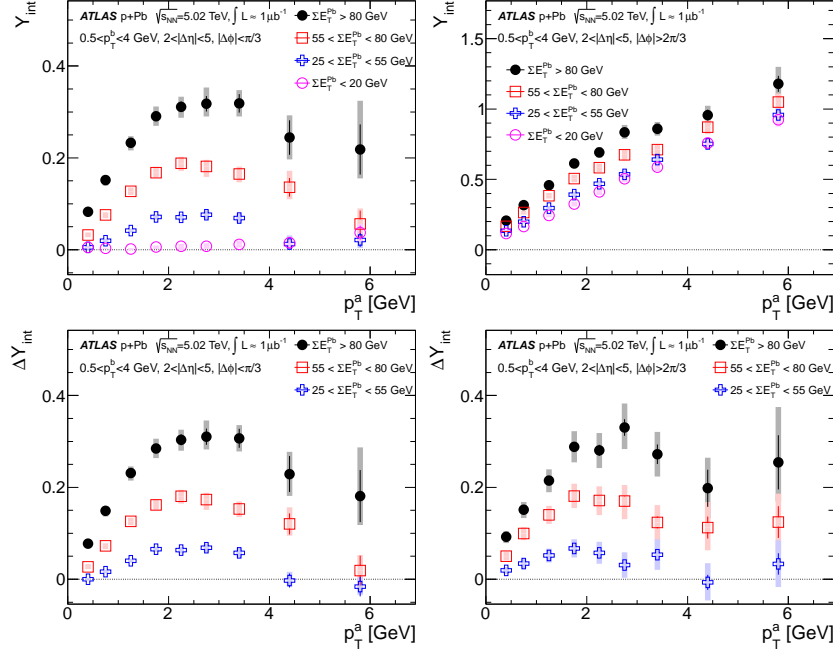 ATLAS p+Pb √s_NN=5.02 TeV, ∫ L ≈ 1μb⁻¹
0.5<p_T^b<4 GeV, 2<|Δη|<5, |Δϕ|<π/3
ΣE_T^Pb > 80 GeV
55 < ΣE_T^Pb < 80 GeV
25 < ΣE_T^Pb < 55 GeV
ΣE_T^Pb < 20 GeV
Y_int
0.4
0.2
0
0 2 4 6
p_T^a [GeV]
ATLAS p+Pb √s_NN=5.02 TeV, ∫ L ≈ 1μb⁻¹
0.5<p_T^b<4 GeV, 2<|Δη|<5, |Δϕ|>2π/3
ΣE_T^Pb > 80 GeV
55 < ΣE_T^Pb < 80 GeV
25 < ΣE_T^Pb < 55 GeV
ΣE_T^Pb < 20 GeV
Y_int
1.5
1
0.5
0
0 2 4 6
p_T^a [GeV]
ATLAS p+Pb √s_NN=5.02 TeV, ∫ L ≈ 1μb⁻¹
0.5<p_T^b<4 GeV, 2<|Δη|<5, |Δϕ|<π/3
ΣE_T^Pb > 80 GeV
55 < ΣE_T^Pb < 80 GeV
25 < ΣE_T^Pb < 55 GeV
ΔY_int
0.4
0.2
0
0 2 4 6
p_T^a [GeV]
ATLAS p+Pb √s_NN=5.02 TeV, ∫ L ≈ 1μb⁻¹
0.5<p_T^b<4 GeV, 2<|Δη|<5, |Δϕ|>2π/3
ΣE_T^Pb > 80 GeV
55 < ΣE_T^Pb < 80 GeV
25 < ΣE_T^Pb < 55 GeV
ΔY_int
0.4
0.2
0
0 2 4 6
p_T^a [GeV]